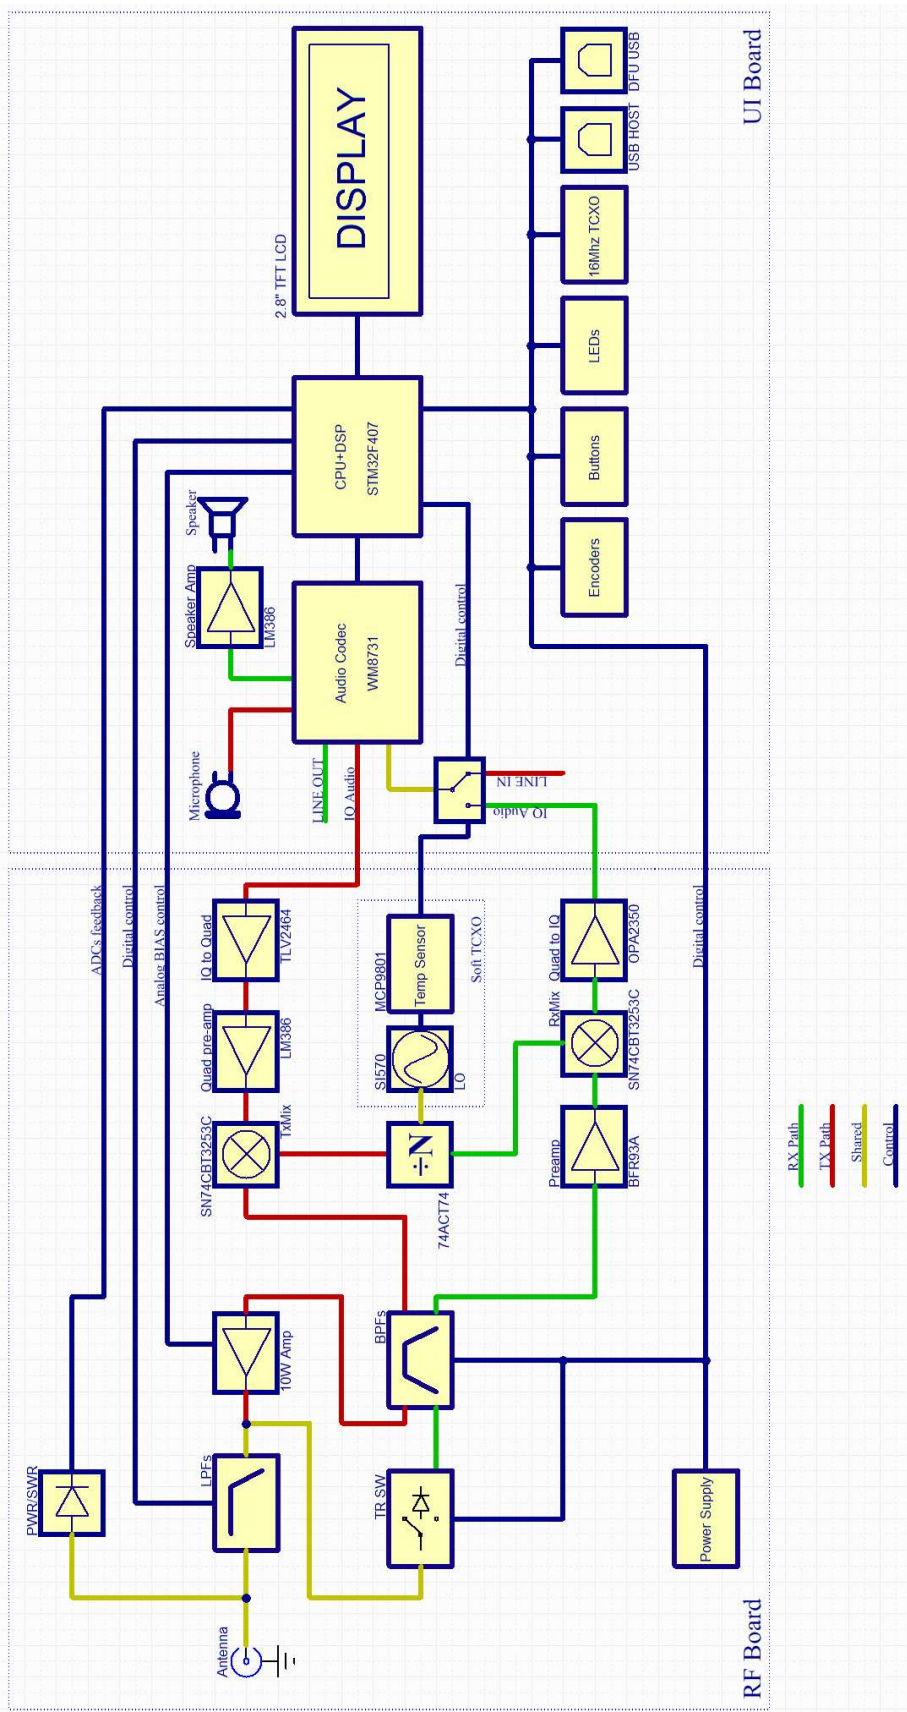 UI Board
2.8" TFT LCD
DISPLAY
DFU USB
USB HOST
16Mhz TCXO
LEDs
Buttons
Encoders
CPU+DSP
STM32F407
Speaker
Speaker Amp
LM386
Audio Codec
WM8731
Digital control
Microphone
LINE OUT
IQ Audio
LINE IN
IQ Audio
ADCs feedback
Digital control
Analog BIAS control
Digital control
IQ to Quad
TLV2464
Quad pre-amp
LM386
SN74CBT3253C
TxMix
MCP9801
Temp Sensor
Soft TCXO
SI570
LO
÷N
74ACT74
Quad to IQ
OPA2350
RxMix
SN74CBT3253C
Preamp
BFR93A
BPFs
10W Amp
LPFs
PWR/SWR
TR SW
Power Supply
Antenna
RF Board
RX Path
TX Path
Shared
Control